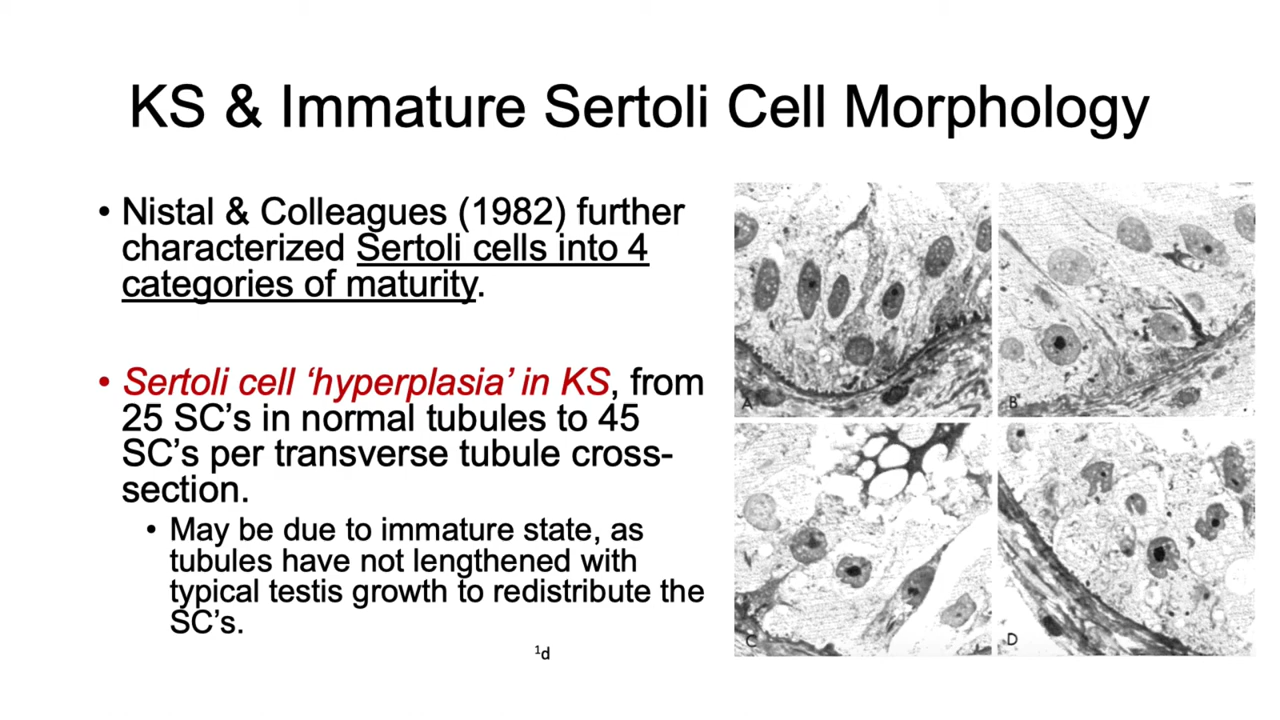 KS & Immature Sertoli Cell Morphology
• Nistal & Colleagues (1982) further
characterized Sertoli cells into 4
categories of maturity.
• Sertoli cell ‘hyperplasia’ in KS, from
25 SC’s in normal tubules to 45
SC’s per transverse tubule cross-
section.
• May be due to immature state, as
tubules have not lengthened with
typical testis growth to redistribute the
SC’s.
1d
A
B
C
D